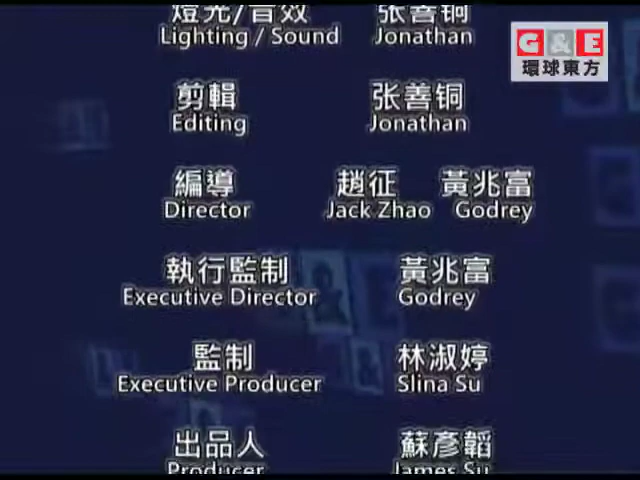 燈光/音效 張善铜
Lighting / Sound Jonathan
G&E
環球東方
剪輯 張善铜
Editing Jonathan
編導 趙征 黃兆富
Director Jack Zhao Godrey
執行監制 黃兆富
Executive Director Godrey
監制 林淑婷
Executive Producer Slina Su
出品人 蘇彥韜
Producer James Su